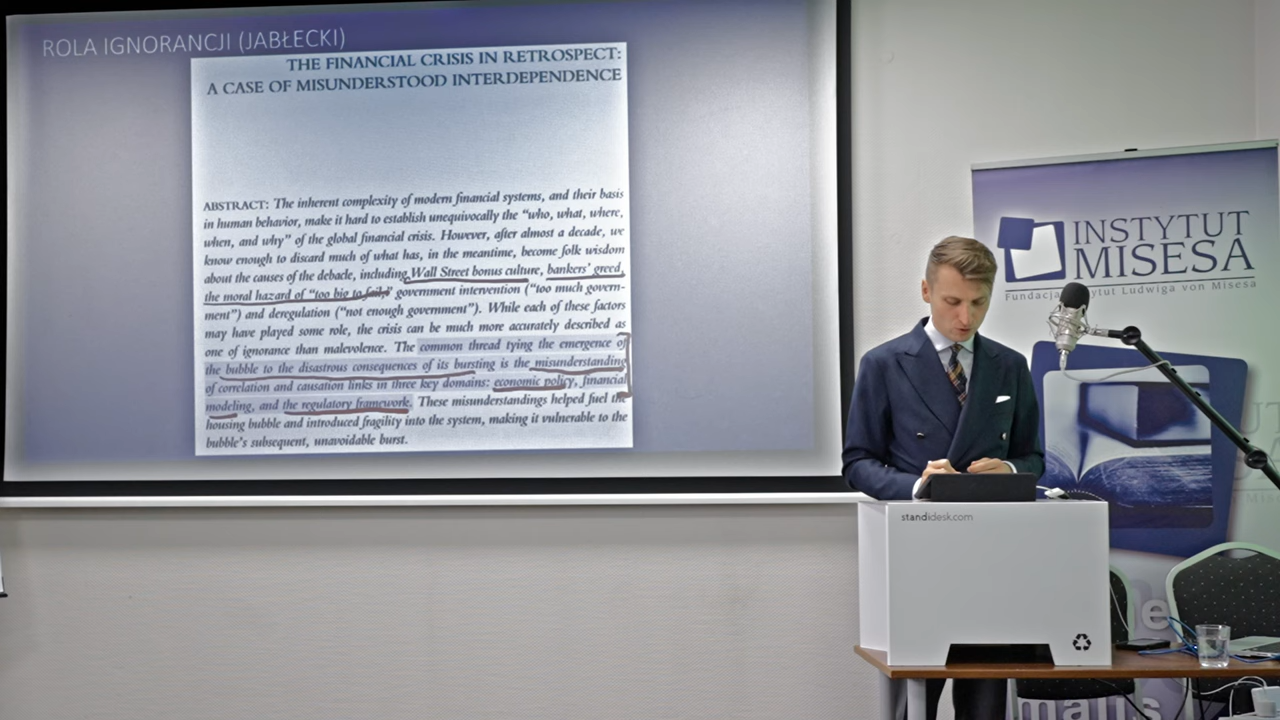 ROLA IGNORANCJI (JABŁECKI)
THE FINANCIAL CRISIS IN RETROSPECT:
A CASE OF MISUNDERSTOOD INTERDEPENDENCE
ABSTRACT: The inherent complexity of modern financial systems, and their basis
in human behavior, make it hard to establish unequivocally the “who, what, where,
when, and why” of the global financial crisis. However, after almost a decade, we
know enough to discard much of what has, in the meantime, become folk wisdom
about the causes of the debacle, including Wall Street bonus culture, bankers’ greed,
the moral hazard of “too big to fail” government intervention (“too much govern-
ment”) and deregulation (“not enough government”). While each of these factors
may have played some role, the crisis can be much more accurately described as
one of ignorance than malevolence. The common thread tying the emergence of
the bubble to the disastrous consequences of its bursting is the misunderstanding
of correlation and causation links in three key domains: economic policy, financial
modeling, and the regulatory framework. These misunderstandings helped fuel the
housing bubble and introduced fragility into the system, making it vulnerable to the
bubble’s subsequent, unavoidable burst.
INSTYTUT
MISESA
Fundacja Instytut Ludwiga von Misesa
standidesk.com